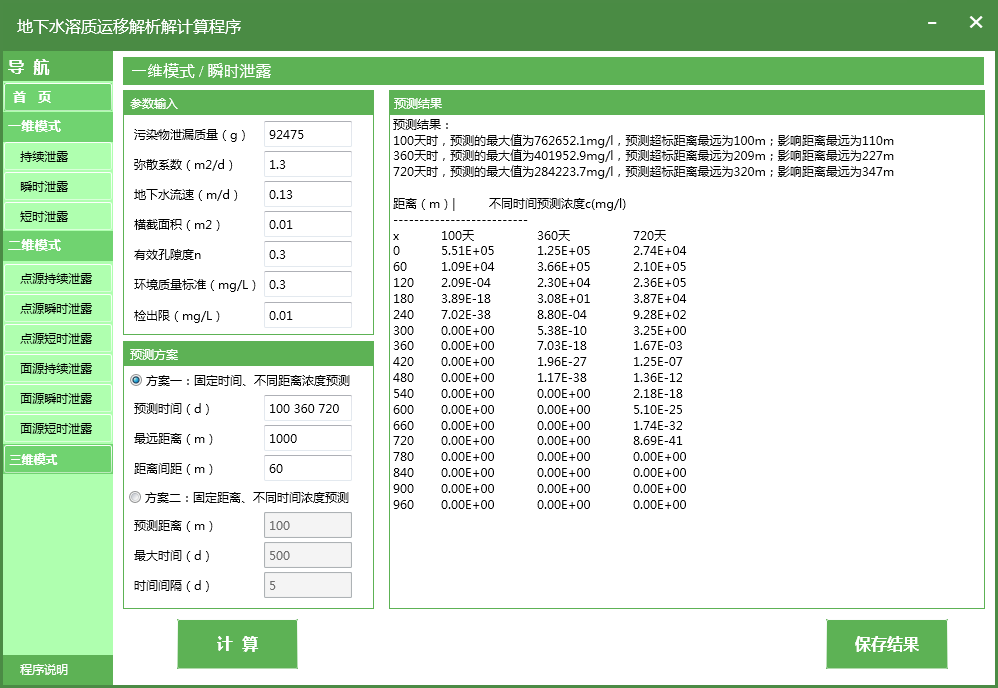 地下水溶质运移解析解计算程序
导 航
首 页
一维模式
持续泄露
瞬时泄露
短时泄露
二维模式
点源持续泄露
点源瞬时泄露
点源短时泄露
面源持续泄露
面源瞬时泄露
面源短时泄露
三维模式
程序说明
一维模式 / 瞬时泄露
参数输入
污染物泄漏质量（g） 92475
弥散系数（m2/d） 1.3
地下水流速（m/d） 0.13
横截面积（m2） 0.01
有效孔隙度n 0.3
环境质量标准（mg/L） 0.3
检出限（mg/L） 0.01
预测方案
方案一：固定时间、不同距离浓度预测
预测时间（d） 100 360 720
最远距离（m） 1000
距离间距（m） 60
方案二：固定距离、不同时间浓度预测
预测距离（m） 100
最大时间（d） 500
时间间隔（d） 5
计 算
预测结果
预测结果：
100天时，预测的最大值为762652.1mg/l，预测超标距离最远为100m；影响距离最远为110m
360天时，预测的最大值为401952.9mg/l，预测超标距离最远为209m；影响距离最远为227m
720天时，预测的最大值为284223.7mg/l，预测超标距离最远为320m；影响距离最远为347m
距离（m）| 不同时间预测浓度c(mg/l)
--------------------------
x 100天 360天 720天
0 5.51E+05 1.25E+05 2.74E+04
60 1.09E+04 3.66E+05 2.10E+05
120 2.09E-04 2.30E+04 2.36E+05
180 3.89E-18 3.08E+01 3.87E+04
240 7.02E-38 8.80E-04 9.28E+02
300 0.00E+00 5.38E-10 3.25E+00
360 0.00E+00 7.03E-18 1.67E-03
420 0.00E+00 1.96E-27 1.25E-07
480 0.00E+00 1.17E-38 1.36E-12
540 0.00E+00 0.00E+00 2.18E-18
600 0.00E+00 0.00E+00 5.10E-25
660 0.00E+00 0.00E+00 1.74E-32
720 0.00E+00 0.00E+00 8.69E-41
780 0.00E+00 0.00E+00 0.00E+00
840 0.00E+00 0.00E+00 0.00E+00
900 0.00E+00 0.00E+00 0.00E+00
960 0.00E+00 0.00E+00 0.00E+00
保存结果